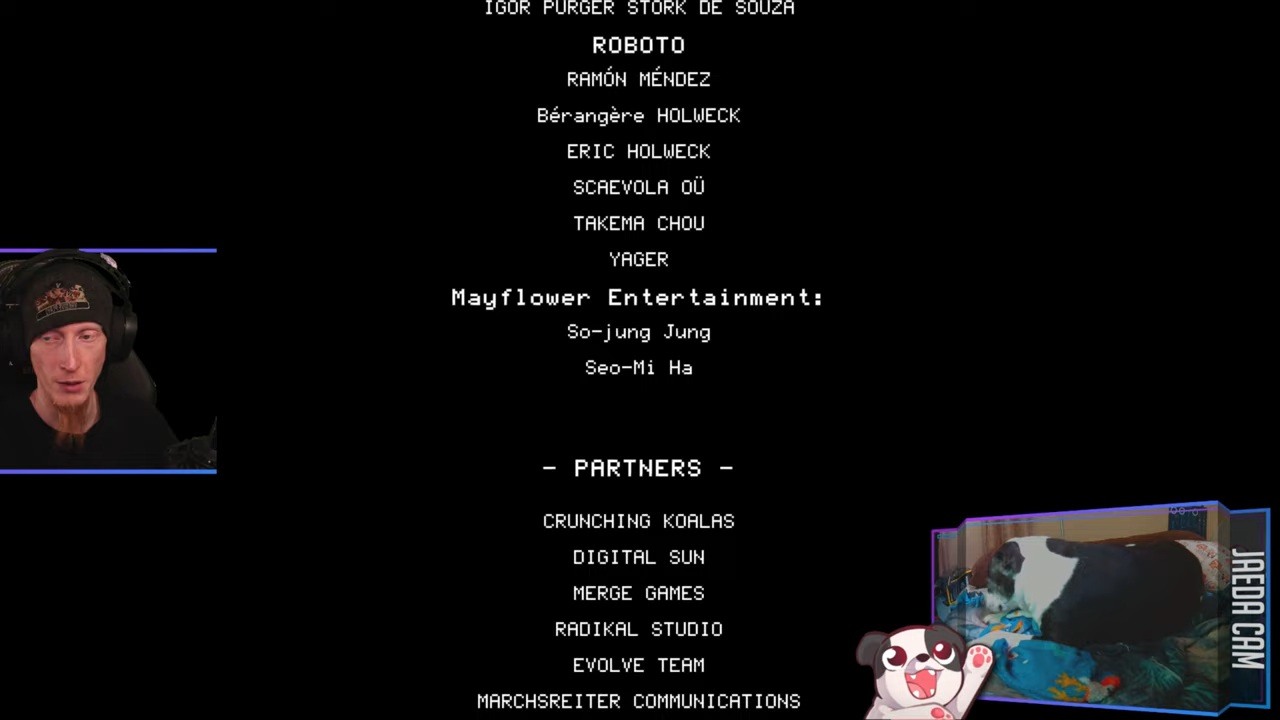 IGOR PURGER STORK DE SOUZA
ROBOTO
RAMÓN MÉNDEZ
Bérangère HOLWECK
ERIC HOLWECK
SCAEVOLA OÜ
TAKEMA CHOU
YAGER
Mayflower Entertainment:
So-jung Jung
Seo-Mi Ha
- PARTNERS -
CRUNCHING KOALAS
DIGITAL SUN
MERGE GAMES
RADIKAL STUDIO
EVOLVE TEAM
MARCHSREITER COMMUNICATIONS
JAEDA CAM